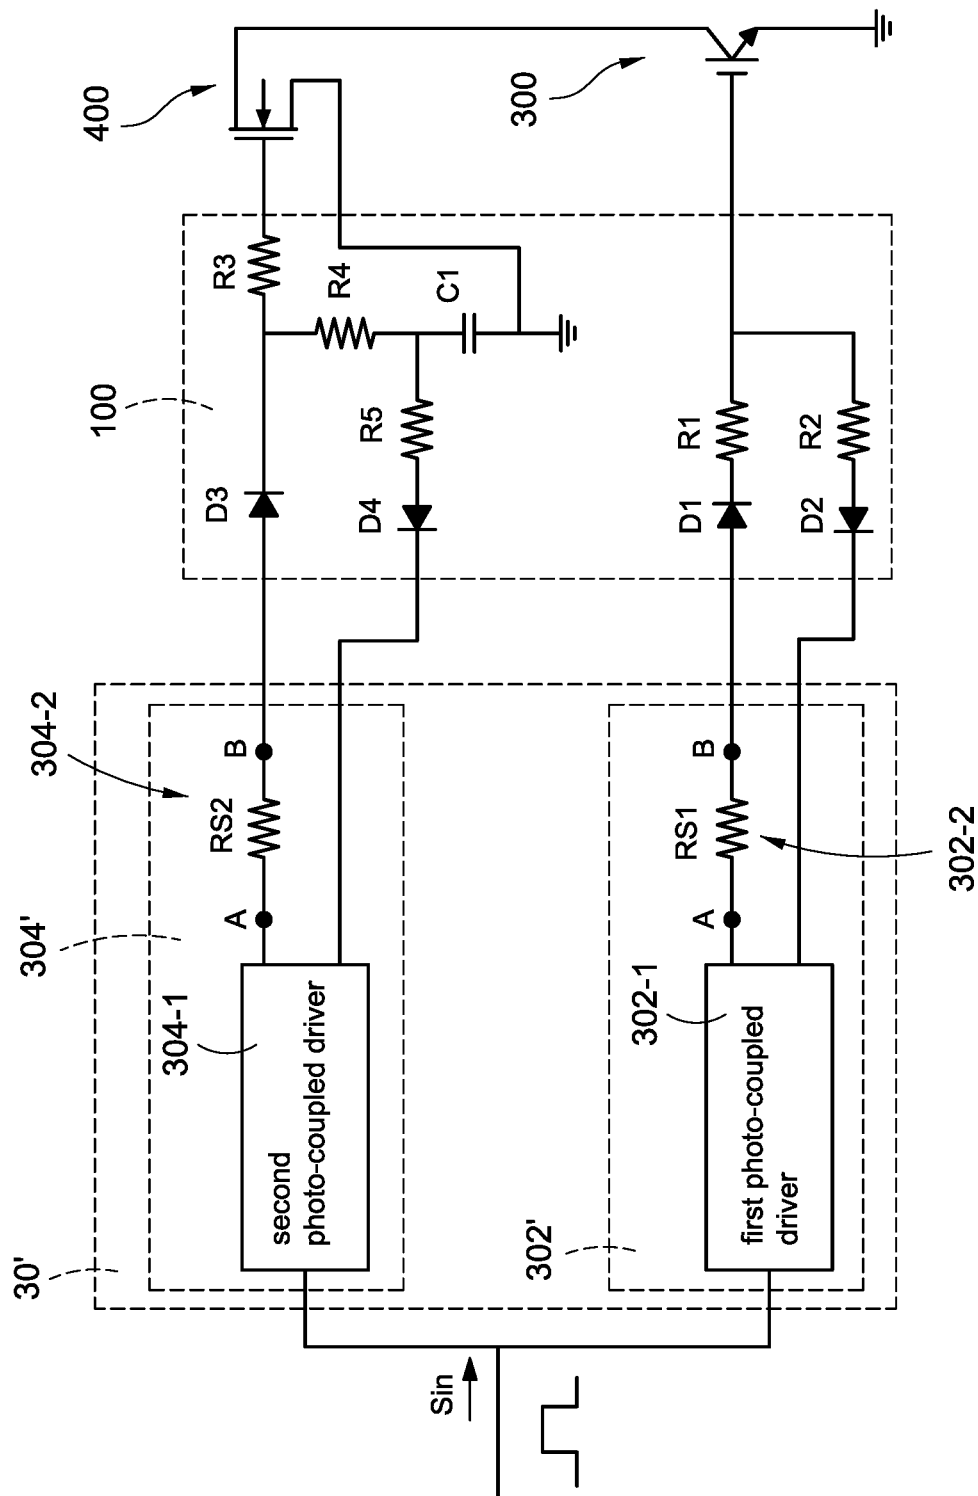 Sin
30'
304'
304-1
second
photo-coupled driver
A
RS2
B
304-2
D3
D4
100
R3
R4
R5
C1
400
302'
302-1
first photo-coupled
driver
A
RS1
B
302-2
D1
D2
R1
R2
300